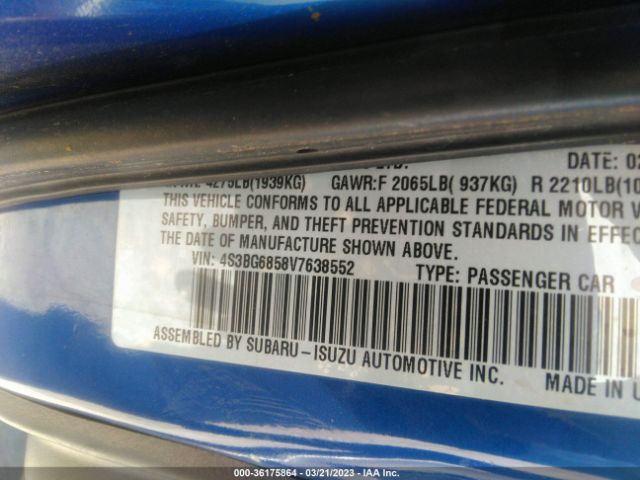 DATE: 02
4275LB(1939KG) GAWR:F 2065LB( 937KG) R 2210LB(10
THIS VEHICLE CONFORMS TO ALL APPLICABLE FEDERAL MOTOR V
SAFETY, BUMPER, AND THEFT PREVENTION STANDARDS IN EFFEC
THE DATE OF MANUFACTURE SHOWN ABOVE.
VIN: 4S3BG6858V7638552 TYPE: PASSENGER CAR
ASSEMBLED BY SUBARU-ISUZU AUTOMOTIVE INC. MADE IN U
000-36175864 / 03/21/2023 - IAA Inc.